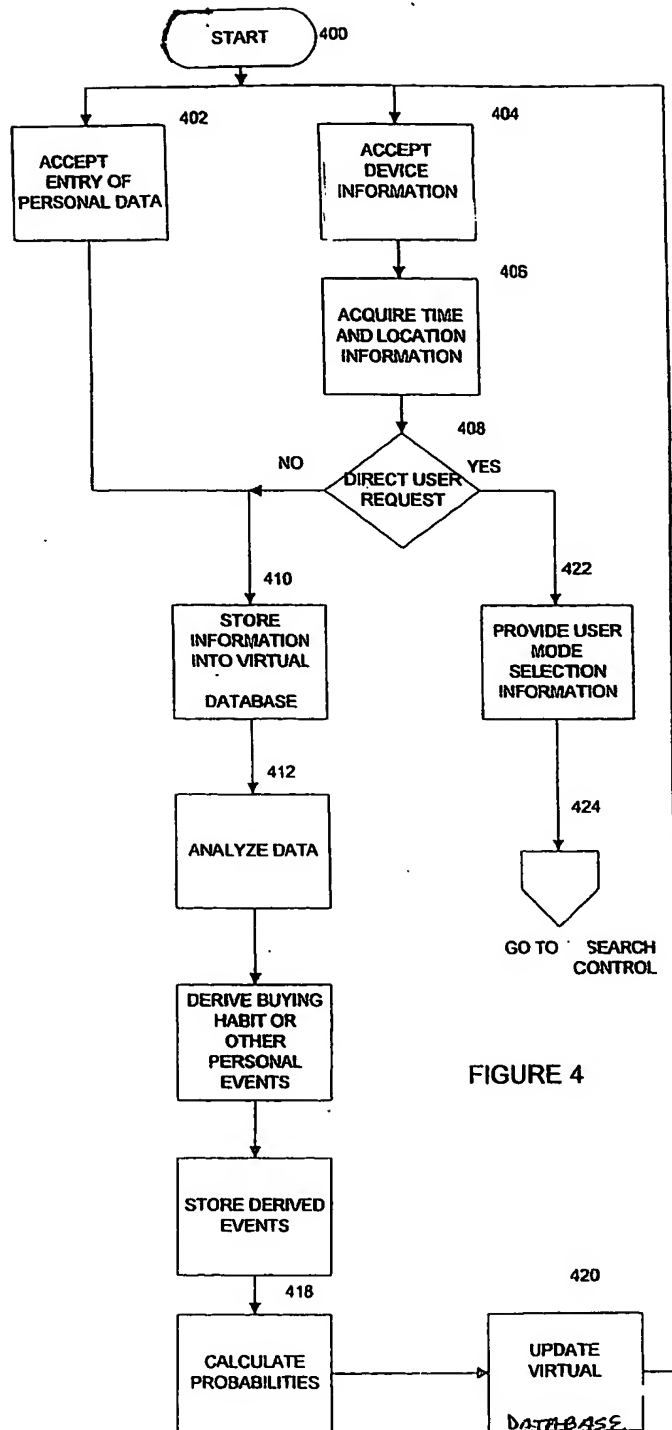 START
400
402
404
ACCEPT
ENTRY OF
PERSONAL DATA
ACCEPT
DEVICE
INFORMATION
406
ACQUIRE TIME
AND LOCATION
INFORMATION
408
NO
DIRECT USER
REQUEST
YES
410
422
STORE
INFORMATION
INTO VIRTUAL
DATABASE
PROVIDE USER
MODE
SELECTION
INFORMATION
412
424
ANALYZE DATA
GO TO SEARCH
CONTROL
DERIVE BUYING
HABIT OR
OTHER
PERSONAL
EVENTS
FIGURE 4
STORE DERIVED
EVENTS
418
420
CALCULATE
PROBABILITIES
UPDATE
VIRTUAL
DATABASE